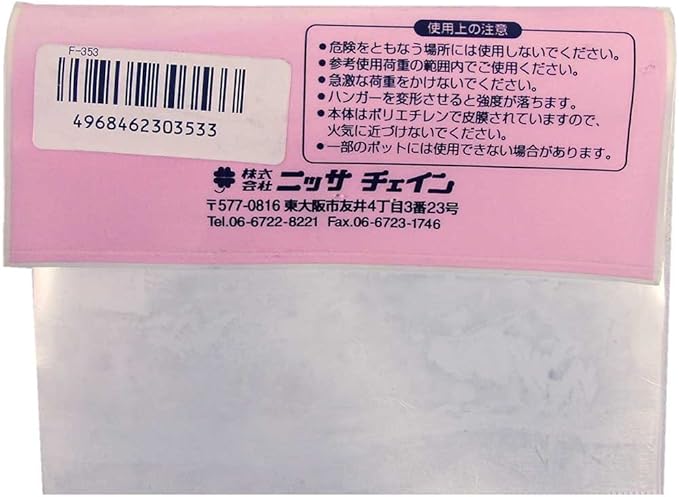 F-353
4968462303533
使用上の注意
●危険をともなう場所には使用しないでください。
●参考使用荷重の範囲内でご使用ください。
●急激な荷重をかけないでください。
●ハンガーを変形させると強度が落ちます。
●本体はポリエチレンで皮膜されていますので、
火気に近づけないでください。
●一部のポットには使用できない場合があります。
株式会社 ニッサ チェイン
〒577-0816 東大阪市友井4丁目3番23号
Tel.06-6722-8221 Fax.06-6723-1746